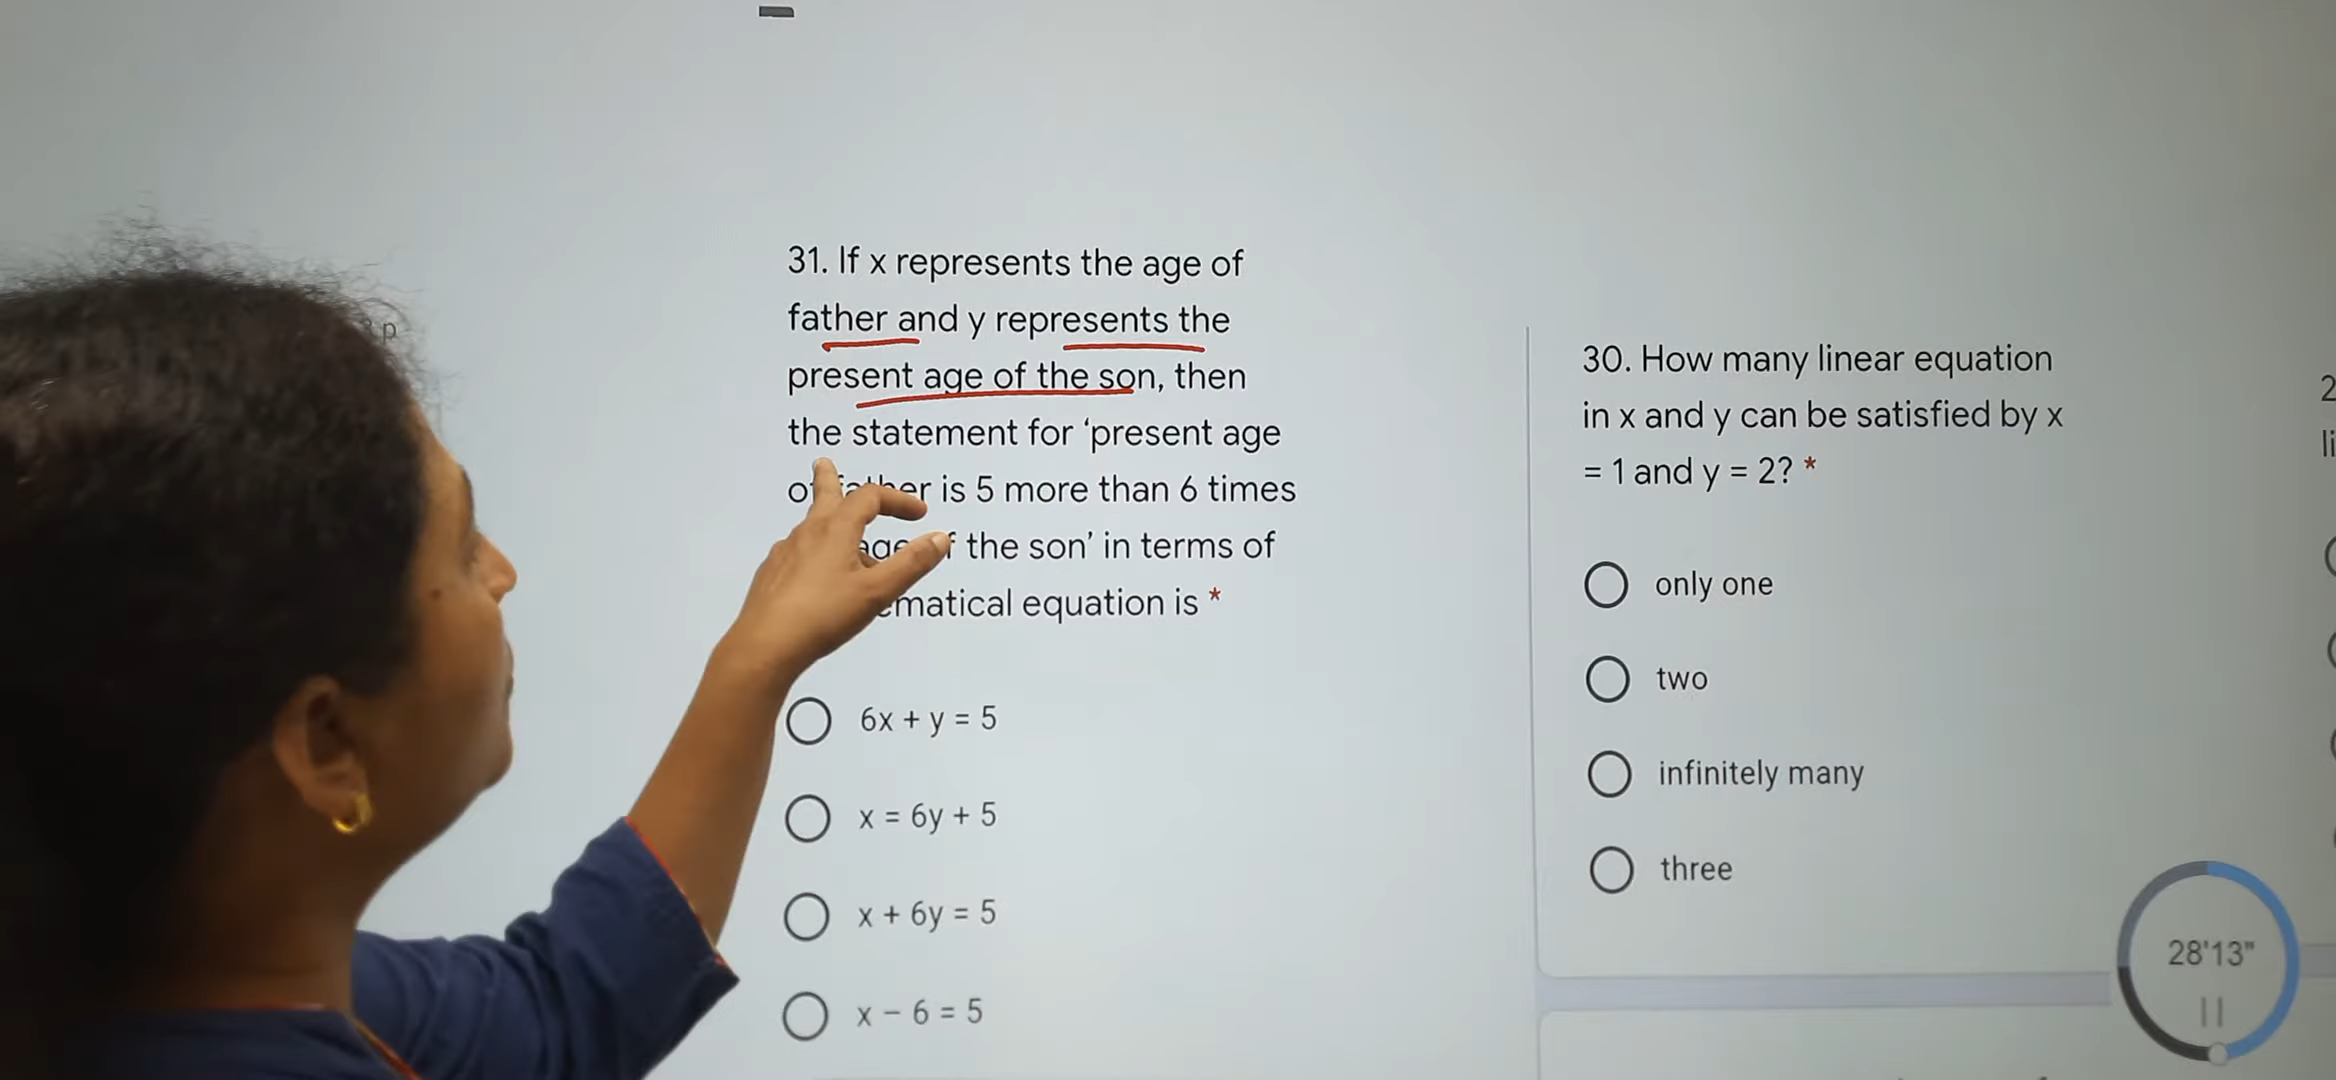 p
31. If x represents the age of
father and y represents the
present age of the son, then
the statement for ‘present age
is 5 more than 6 times
the son’ in terms of
equation is *
6x + y = 5
x = 6y + 5
x + 6y = 5
x – 6 = 5
30. How many linear equation
in x and y can be satisfied by x
= 1 and y = 2? *
only one
two
infinitely many
three
2
li
28'13"